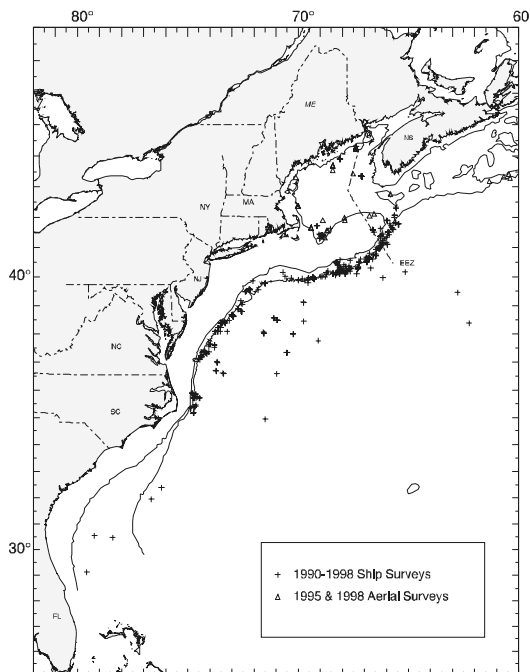 80° 70° 60
ME
NS
NY
MA
40°
EEZ
NJ
NC
SC
30°
+ 1990-1998 Ship Surveys
△ 1995 & 1998 Aerial Surveys
FL